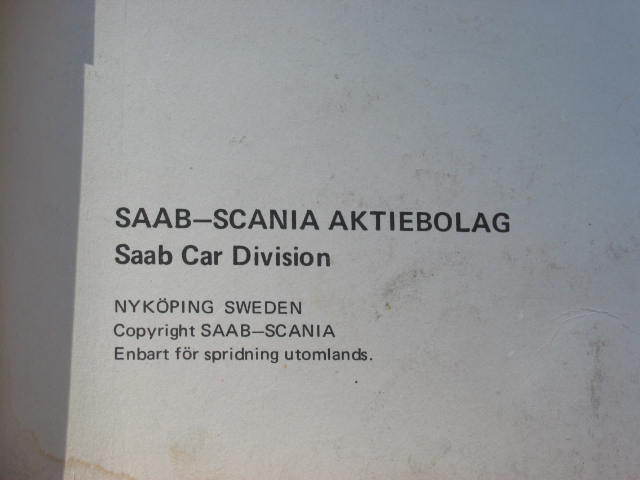 SAAB–SCANIA AKTIEBOLAG
Saab Car Division
NYKÖPING SWEDEN
Copyright SAAB–SCANIA
Enbart för spridning utomlands.